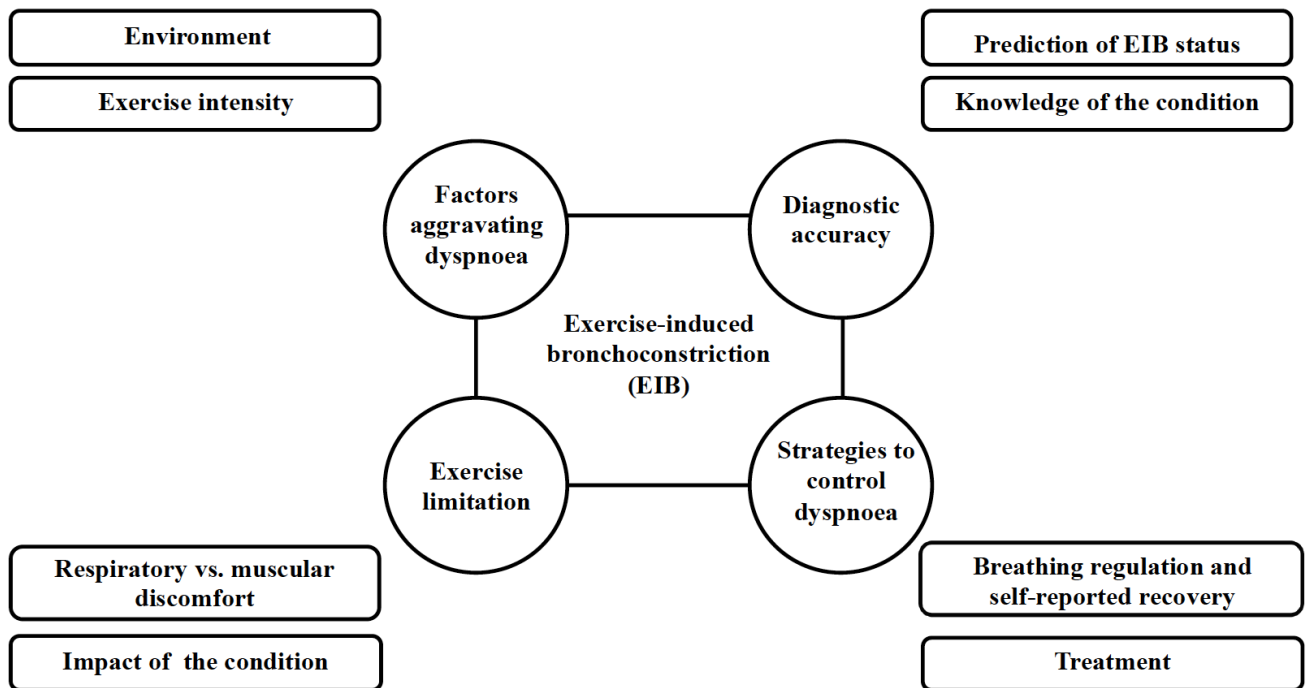 Environment
Prediction of EIB status
Exercise intensity
Knowledge of the condition
Factors
aggravating
dyspnoea
Diagnostic
accuracy
Exercise-induced
bronchoconstriction
(EIB)
Exercise
limitation
Strategies to
control
dyspnoea
Respiratory vs. muscular
discomfort
Breathing regulation and
self-reported recovery
Impact of the condition
Treatment